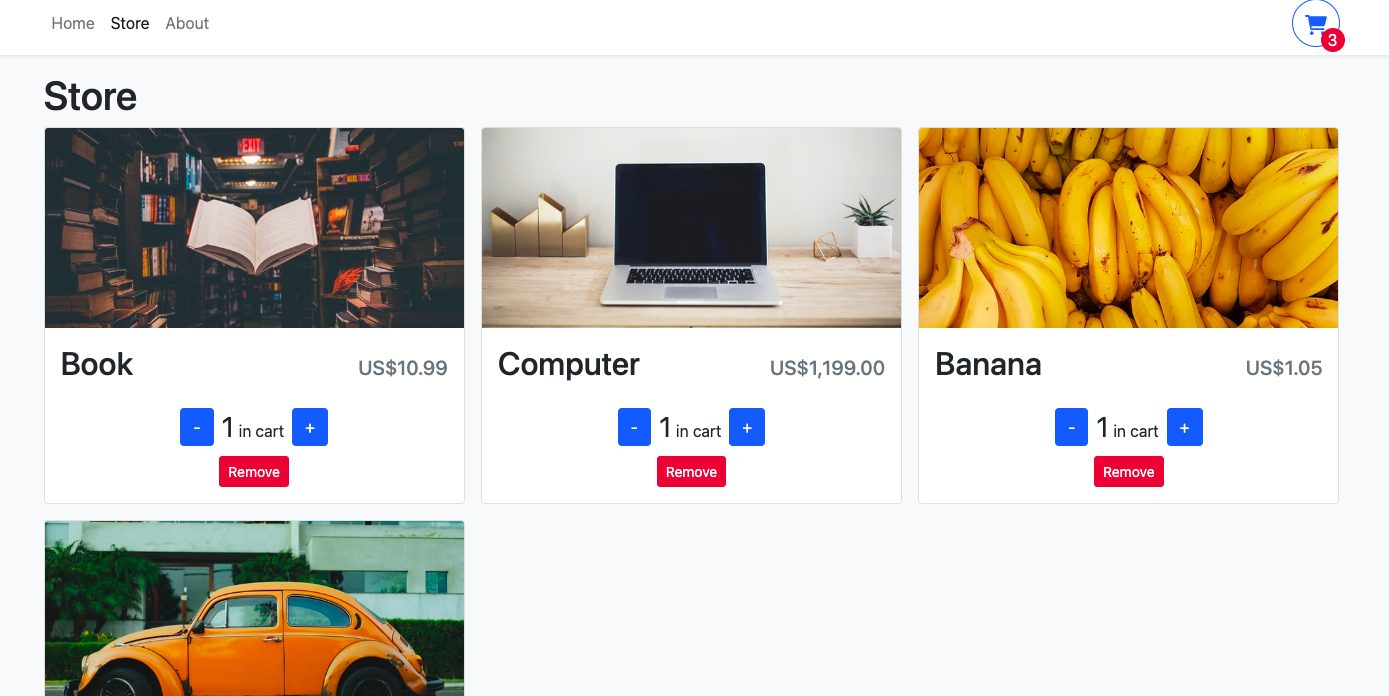 Home Store About
3
Store
EXIT
Book US$10.99
- 1 in cart +
Remove
Computer US$1,199.00
- 1 in cart +
Remove
Banana US$1.05
- 1 in cart +
Remove